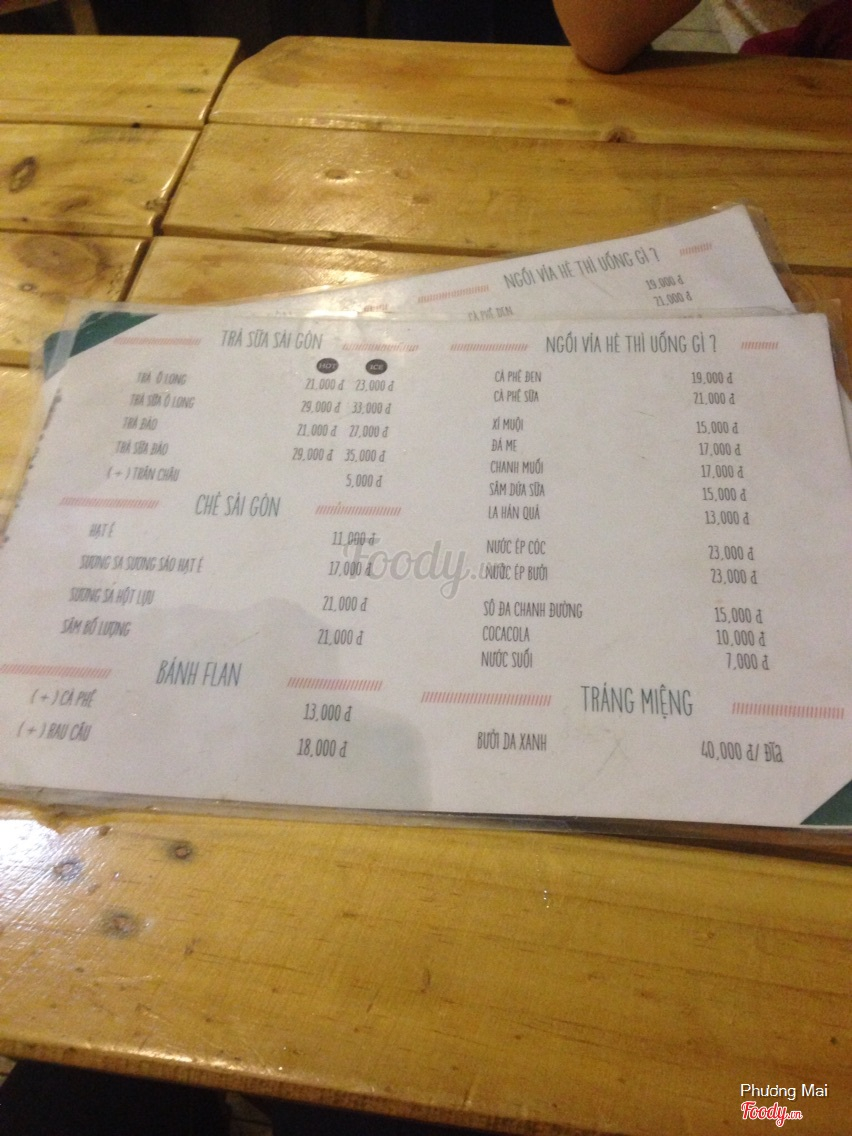 NGỒI VỈA HÈ THÌ UỐNG GÌ ?
CÀ PHÊ ĐEN 19,000 đ
21,000 đ
TRÀ SỮA SÀI GÒN
HOT ICE
TRÀ Ô LONG 21,000 đ 23,000 đ
TRÀ SỮA Ô LONG 29,000 đ 33,000 đ
TRÀ ĐÀO 21,000 đ 27,000 đ
TRÀ SỮA ĐÀO 29,000 đ 35,000 đ
(+) TRÂN CHÂU 5,000 đ
CHÈ SÀI GÒN
HẠT É 11,000 đ
SƯƠNG SA SƯƠNG SÁO HẠT É 17,000 đ
SƯƠNG SA HỘT LỰU 21,000 đ
SÂM BỔ LƯỢNG 21,000 đ
BÁNH FLAN
(+) CÀ PHÊ 13,000 đ
(+) RAU CÂU 18,000 đ
NGỒI VỈA HÈ THÌ UỐNG GÌ ?
CÀ PHÊ ĐEN 19,000 đ
CÀ PHÊ SỮA 21,000 đ
XÍ MUỘI 15,000 đ
ĐÁ ME 17,000 đ
CHANH MUỐI 17,000 đ
SÂM DỨA SỮA 15,000 đ
LA HÁN QUẢ 13,000 đ
NƯỚC ÉP CÓC 23,000 đ
NƯỚC ÉP BƯỞI 23,000 đ
SÔ ĐA CHANH ĐƯỜNG 15,000 đ
COCACOLA 10,000 đ
NƯỚC SUỐI 7,000 đ
TRÁNG MIỆNG
BƯỞI DA XANH 40,000 đ/ ĐĨA
Foody.vn
Phương Mai
Foody.vn